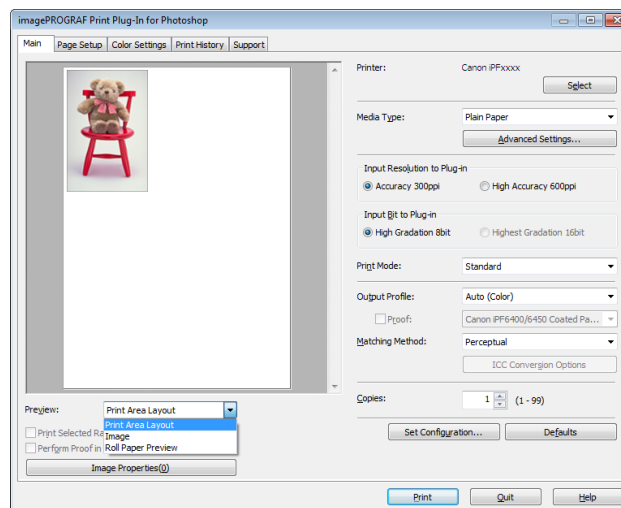 imagePROGRAF Print Plug-In for Photoshop
Main Page Setup Color Settings Print History Support
Printer: Canon iPFxxxx
Select
Media Type: Plain Paper
Advanced Settings...
Input Resolution to Plug-in
Accuracy 300ppi High Accuracy 600ppi
Input Bit to Plug-in
High Gradation 8bit Highest Gradation 16bit
Print Mode: Standard
Output Profile: Auto (Color)
Proof: Canon iPF6400/6450 Coated Pa...
Matching Method: Perceptual
ICC Conversion Options
Copies: 1 (1 - 99)
Set Configuration... Defaults
Preview: Print Area Layout
Print Area Layout
Print Selected Ra
Image
Perform Proof in
Roll Paper Preview
Image Properties(0)
Print Quit Help